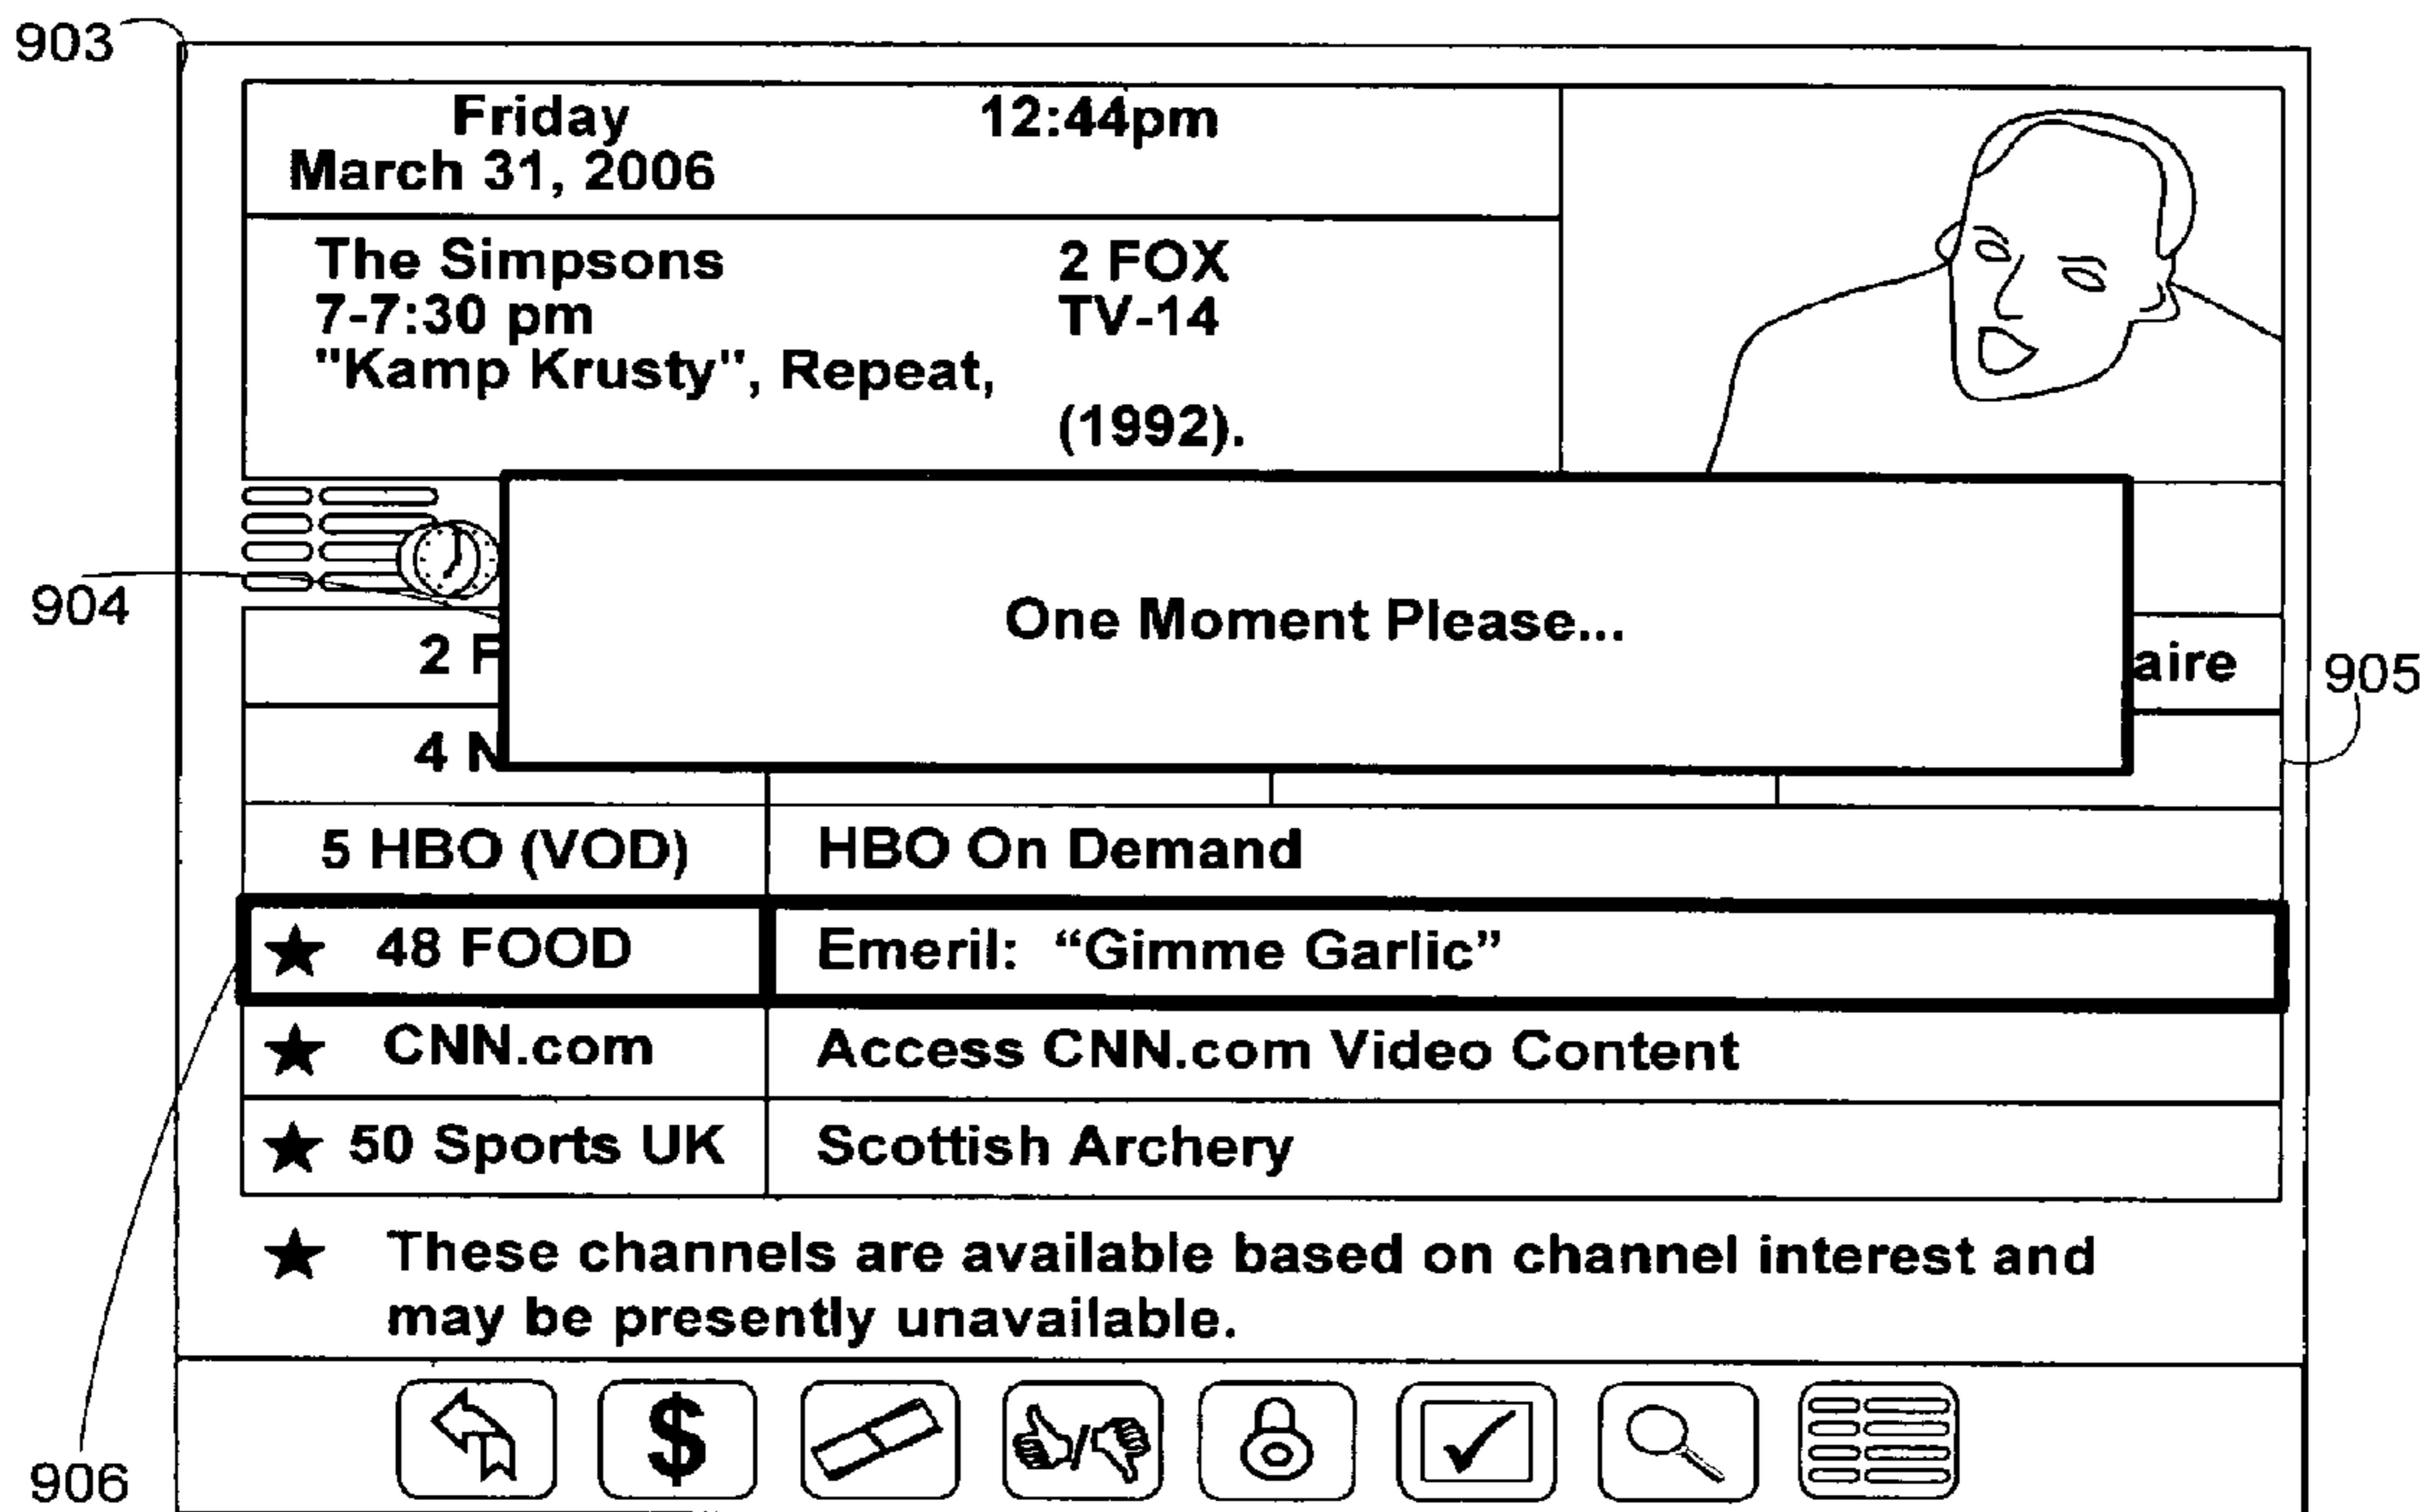 903
Friday 12:44pm
March 31, 2006
The Simpsons 2 FOX
7-7:30 pm TV-14
"Kamp Krusty", Repeat,
(1992).
904
One Moment Please...
2 F
aire
905
4 N
5 HBO (VOD) HBO On Demand
★ 48 FOOD Emeril: “Gimme Garlic”
★ CNN.com Access CNN.com Video Content
★ 50 Sports UK Scottish Archery
★ These channels are available based on channel interest and
may be presently unavailable.
$
/
906